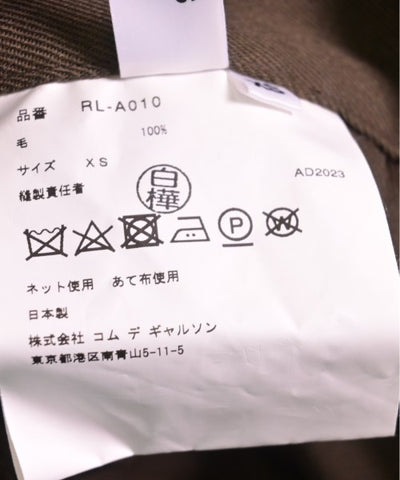 品番 RL-A010
毛 100%
サイズ XS
縫製責任者 白樺 AD2023
P W
ネット使用 あて布使用
日本製
株式会社 コム デ ギャルソン
東京都港区南青山5-11-5